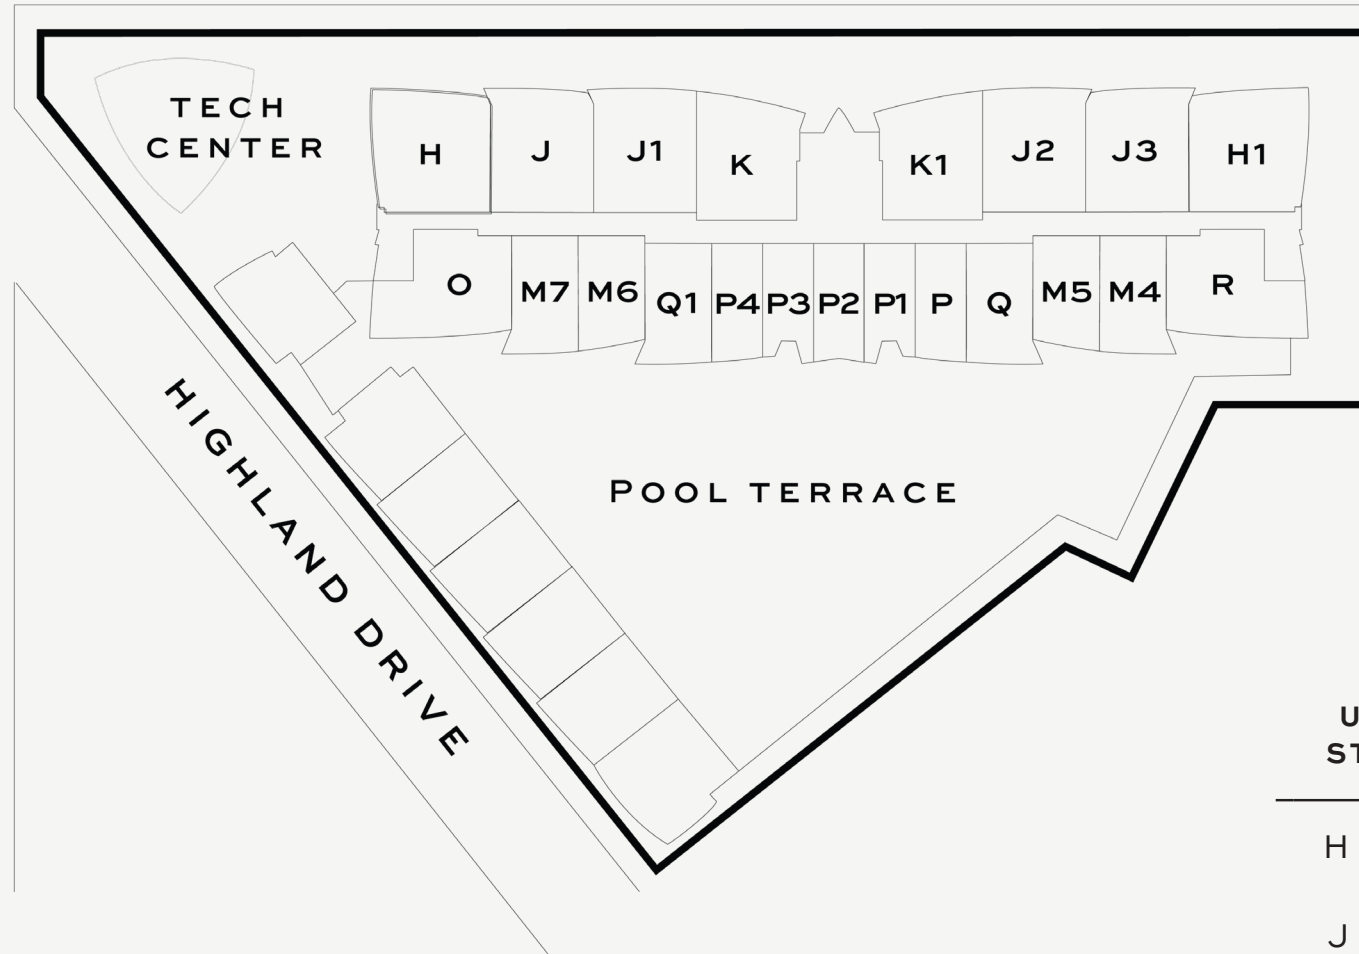 TECH
CENTER
H J J1 K K1 J2 J3 H1
O M7 M6 Q1 P4 P3 P2 P1 P Q M5 M4 R
HIGHLAND DRIVE
POOL TERRACE
H
J